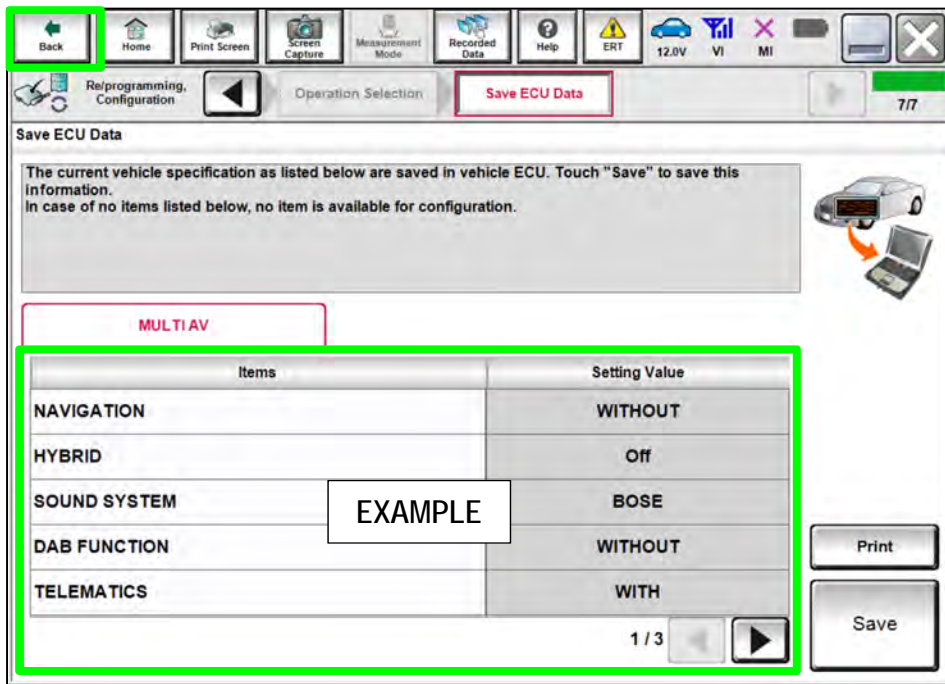 Back
Home
Print Screen
Screen
Capture
Measurement
Mode
Recorded
Data
Help
ERT
12.0V
VI
MI
Re/programming,
Configuration
Operation Selection
Save ECU Data
7/7
Save ECU Data
The current vehicle specification as listed below are saved in vehicle ECU. Touch "Save" to save this
information.
In case of no items listed below, no item is available for configuration.
MULTI AV
Items Setting Value
NAVIGATION WITHOUT
HYBRID Off
SOUND SYSTEM BOSE
EXAMPLE
DAB FUNCTION WITHOUT
TELEMATICS WITH
1 / 3
Print
Save